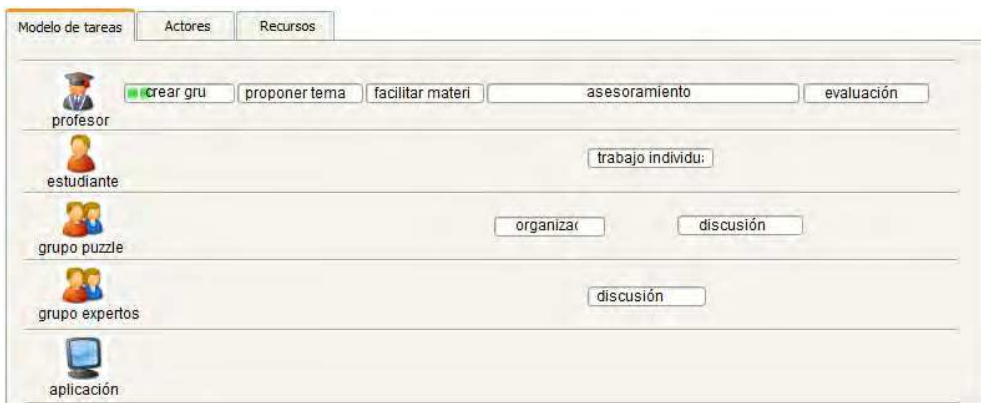 Modelo de tareas Actores Recursos
crear gru proponer tema facilitar materi asesoramiento evaluación
profesor
trabajo individu
estudiante
organizac discusión
grupo puzzle
discusión
grupo expertos
aplicación